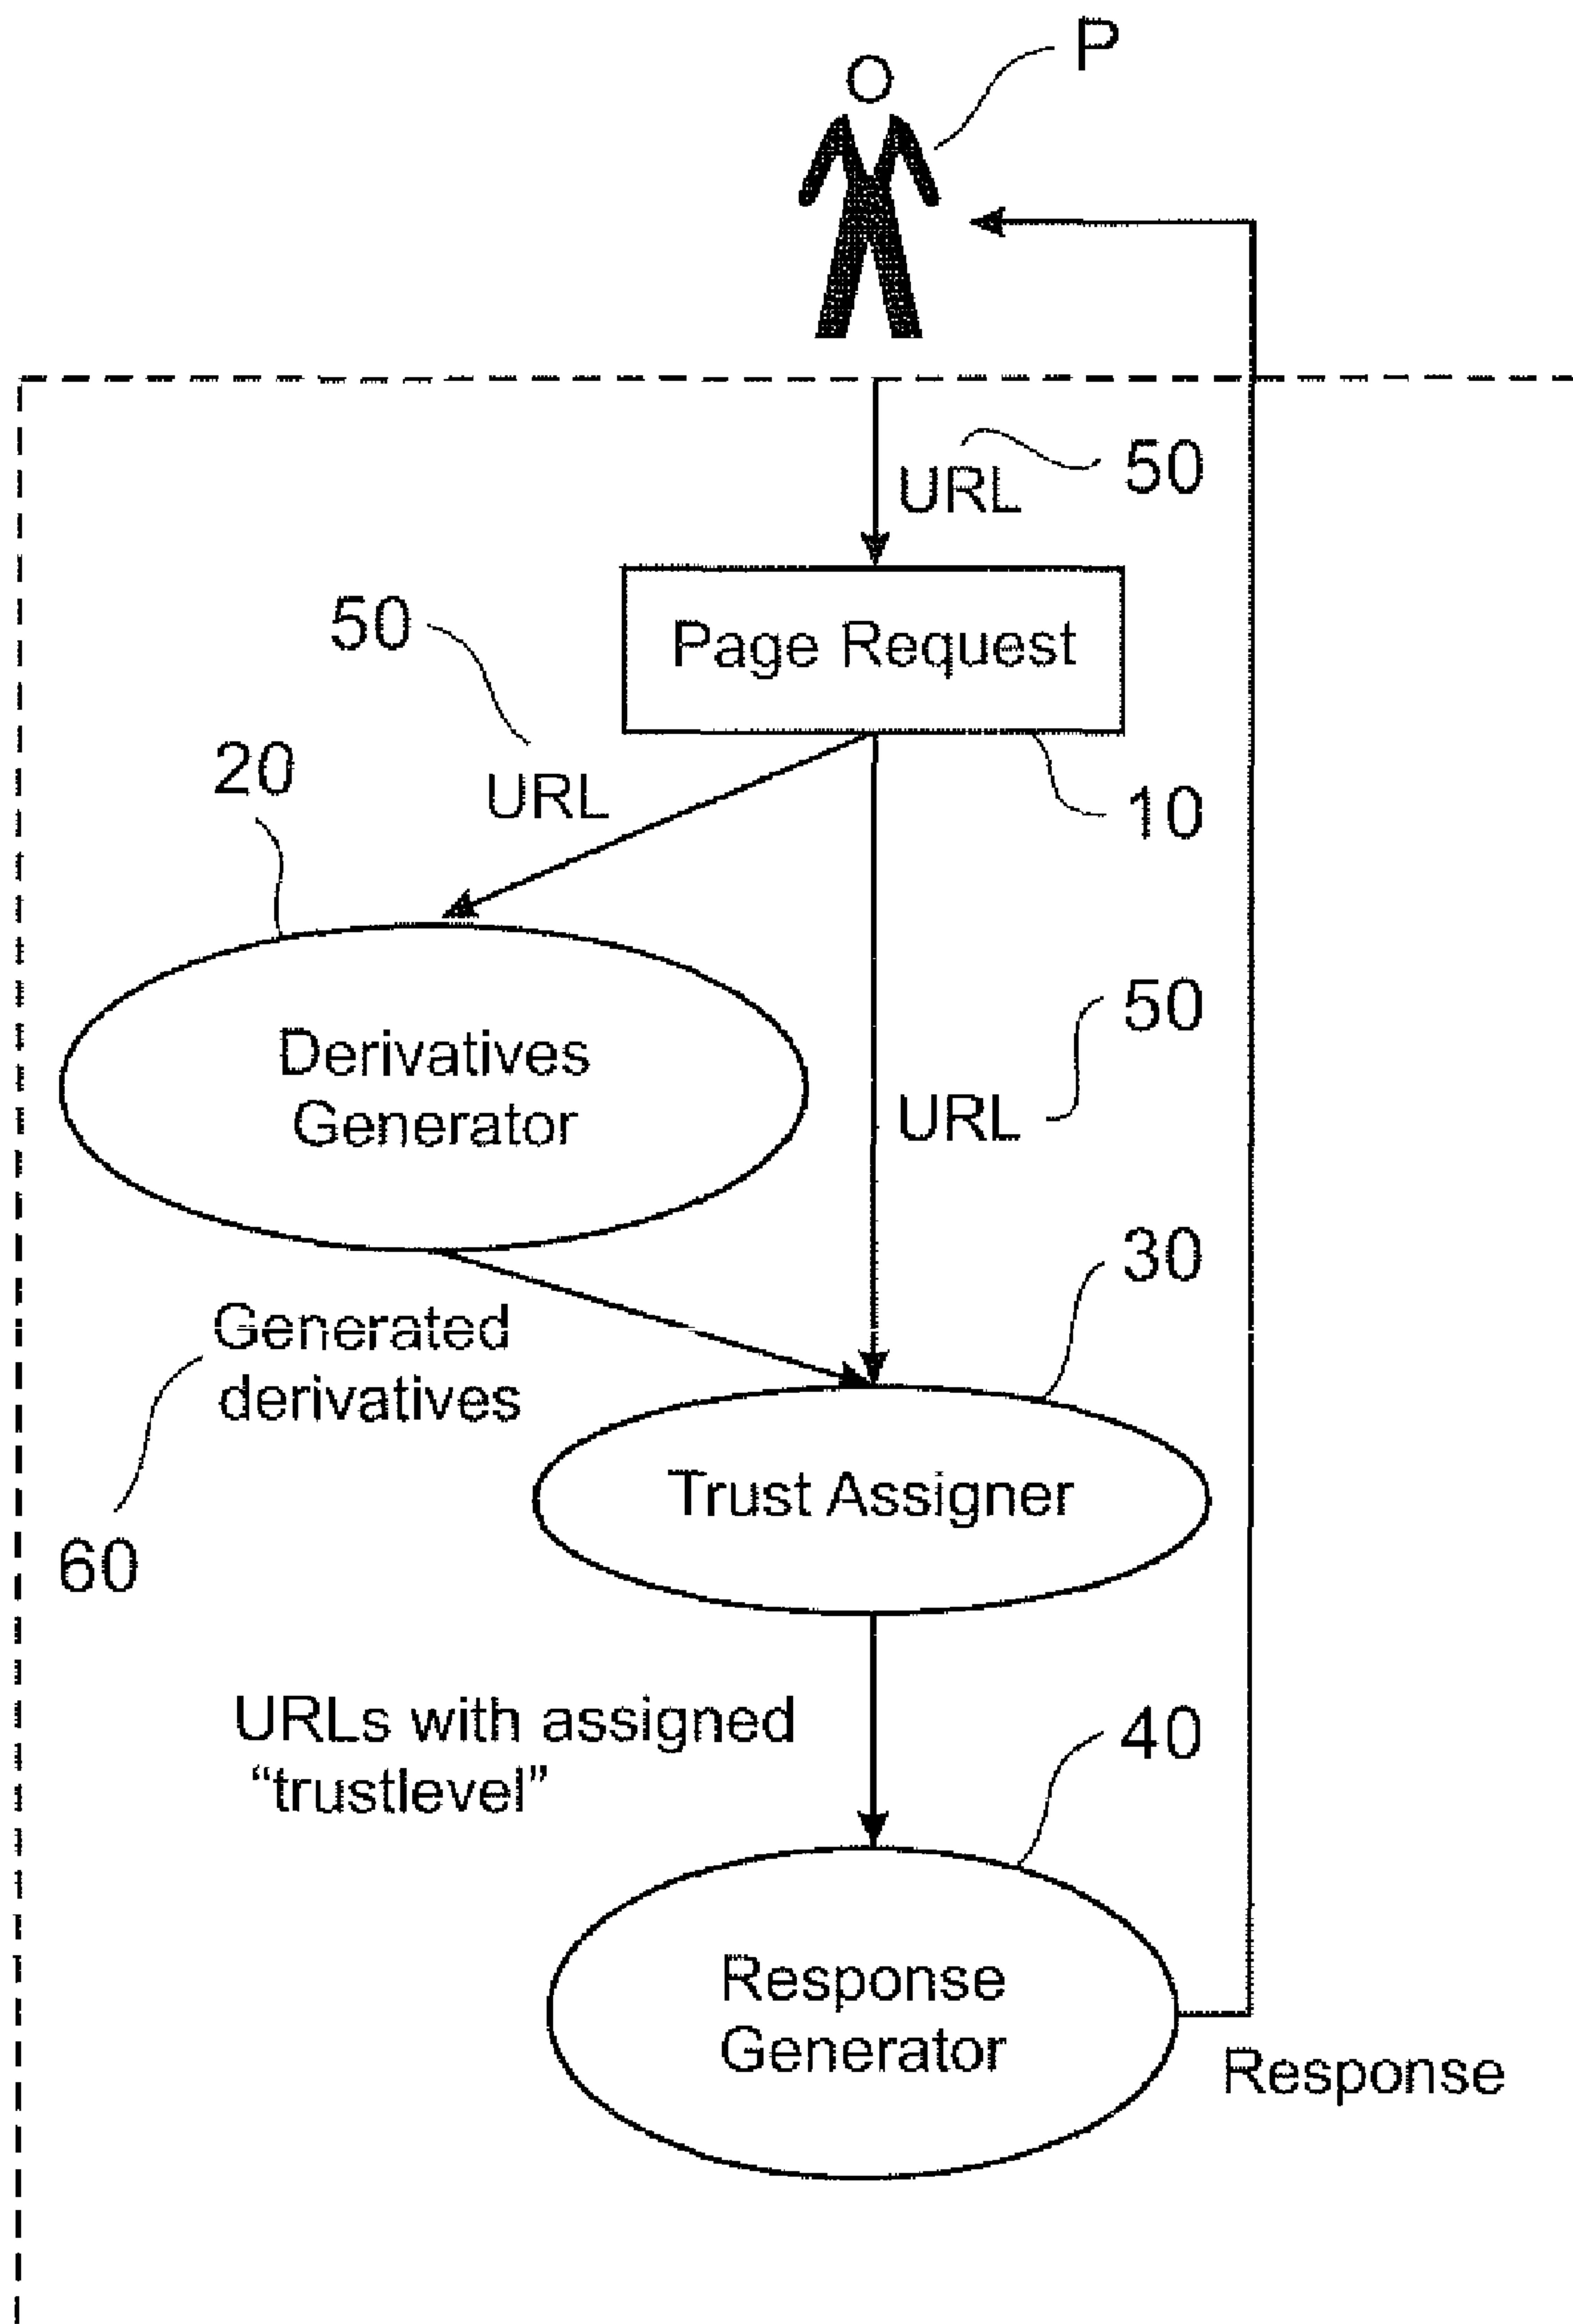 P
50
URL
50
Page Request
20
URL
10
Derivatives
Generator
50
URL
30
Generated
derivatives
Trust Assigner
60
URLs with assigned
“trustlevel”
40
Response
Generator
Response